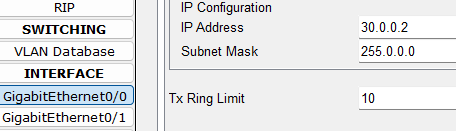 RIP
SWITCHING
VLAN Database
INTERFACE
GigabitEthernet0/0
GigabitEthernet0/1
IP Configuration
IP Address 30.0.0.2
Subnet Mask 255.0.0.0
Tx Ring Limit 10